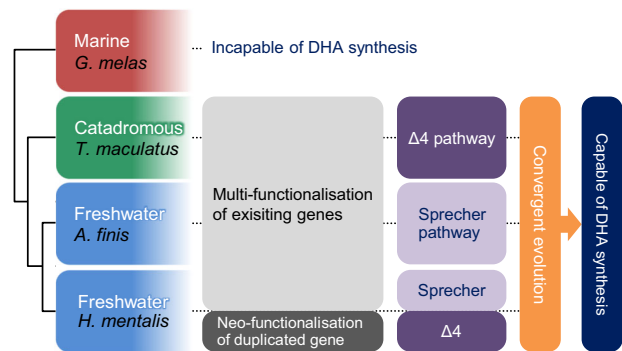 Marine
G. melas
Incapable of DHA synthesis
Catadromous
T. maculatus
Freshwater
A. finis
Freshwater
H. mentalis
Multi-functionalisation
of exisiting genes
Neo-functionalisation
of duplicated gene
Δ4 pathway
Sprecher
pathway
Sprecher
Δ4
Convergent evolution
Capable of DHA synthesis